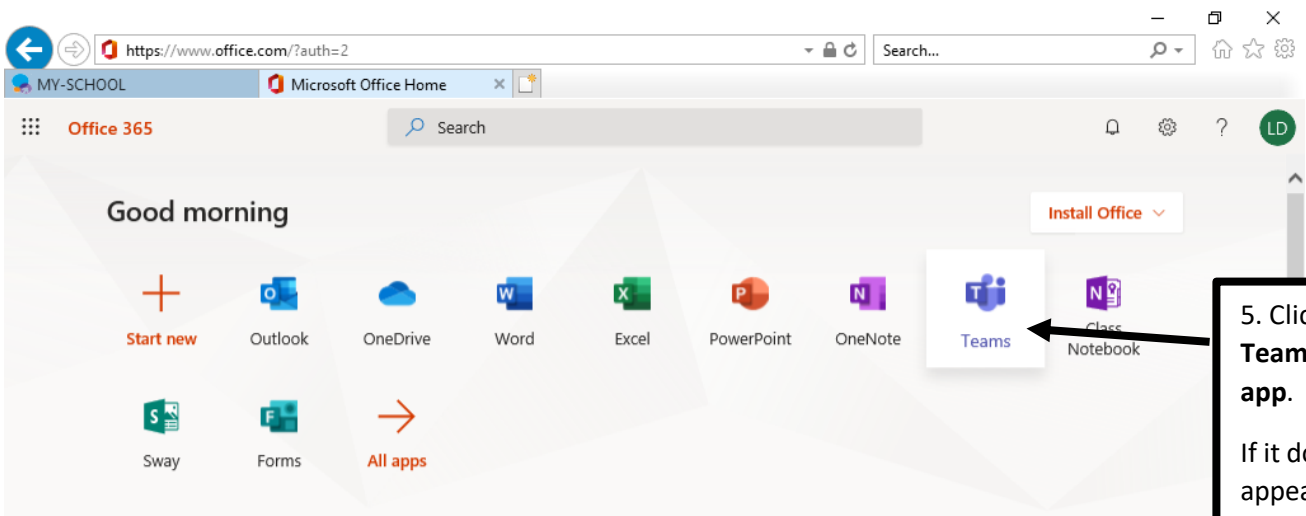 https://www.office.com/?auth=2
Search...
MY-SCHOOL
Microsoft Office Home
Office 365
Search
?
LD
Good morning
Install Office
Start new
Outlook
OneDrive
Word
Excel
PowerPoint
OneNote
Teams
Class
Notebook
Sway
Forms
All apps
5. Clic
Team
app.
If it do
appea